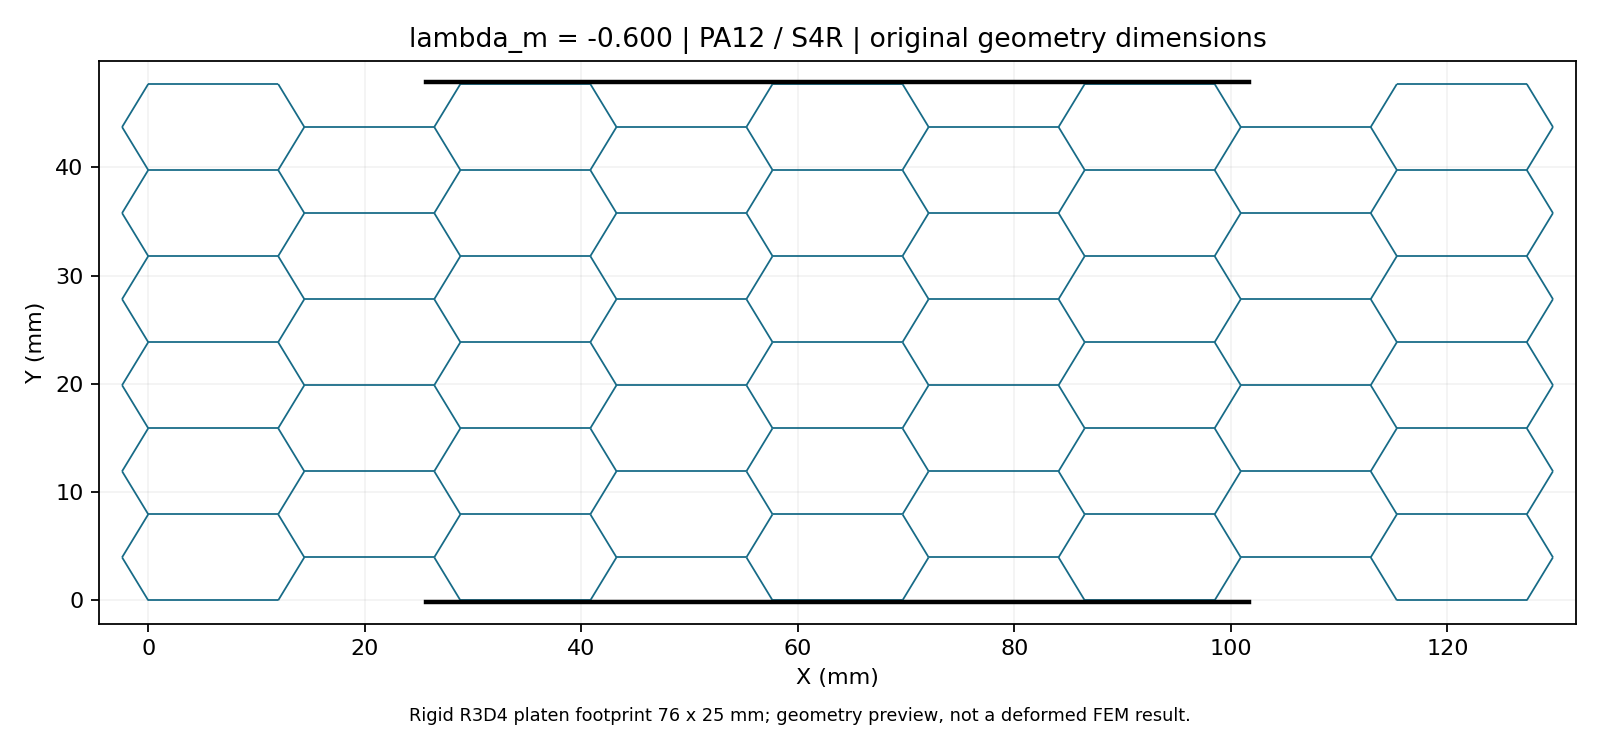 lambda_m = -0.600 | PA12 / S4R | original geometry dimensions
Y (mm)
40
30
20
10
0
0 20 40 60 80 100 120
X (mm)
Rigid R3D4 platen footprint 76 x 25 mm; geometry preview, not a deformed FEM result.